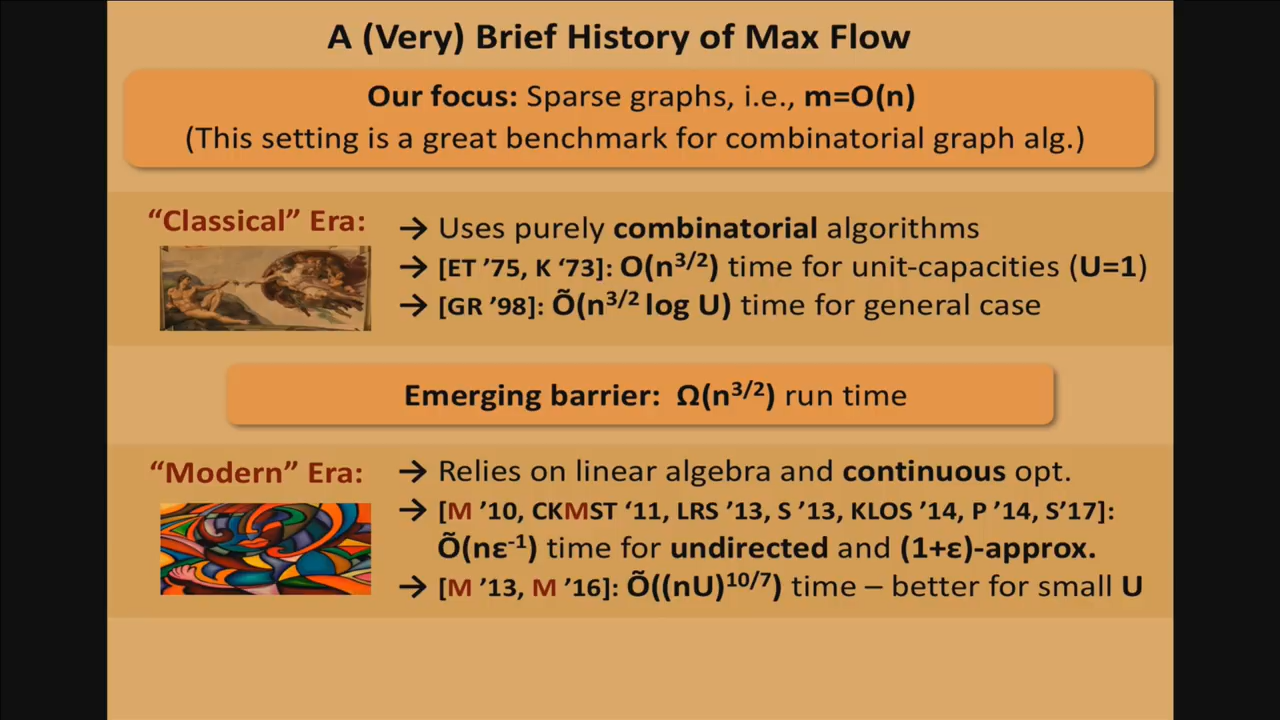 A (Very) Brief History of Max Flow
Our focus: Sparse graphs, i.e., m=O(n)
(This setting is a great benchmark for combinatorial graph alg.)
“Classical” Era:
→ Uses purely combinatorial algorithms
→ [ET ’75, K ‘73]: O(n³/²) time for unit-capacities (U=1)
→ [GR ’98]: Õ(n³/² log U) time for general case
Emerging barrier: Ω(n³/²) run time
“Modern” Era:
→ Relies on linear algebra and continuous opt.
→ [M ’10, CKMST ‘11, LRS ’13, S ’13, KLOS ’14, P ’14, S’17]:
Õ(nε⁻¹) time for undirected and (1+ε)-approx.
→ [M ’13, M ’16]: Õ((nU)¹⁰/⁷) time – better for small U